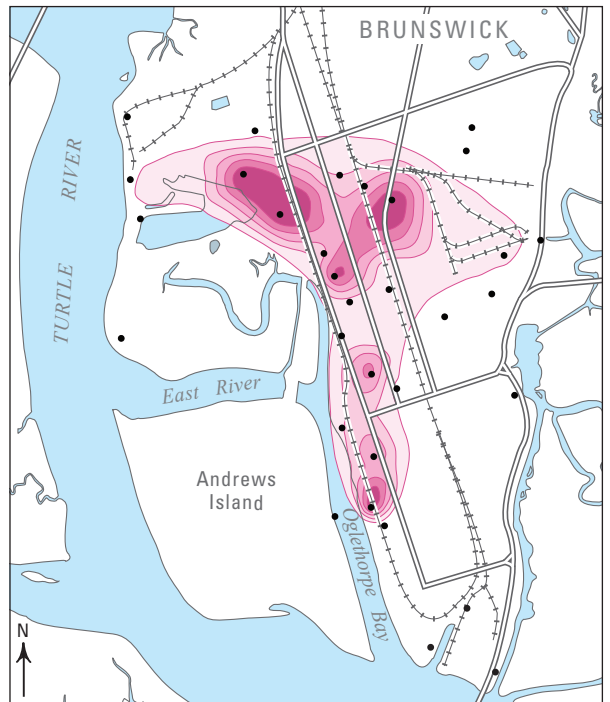 BRUNSWICK
TURTLE RIVER
East River
Andrews
Island
Oglethorpe Bay
N